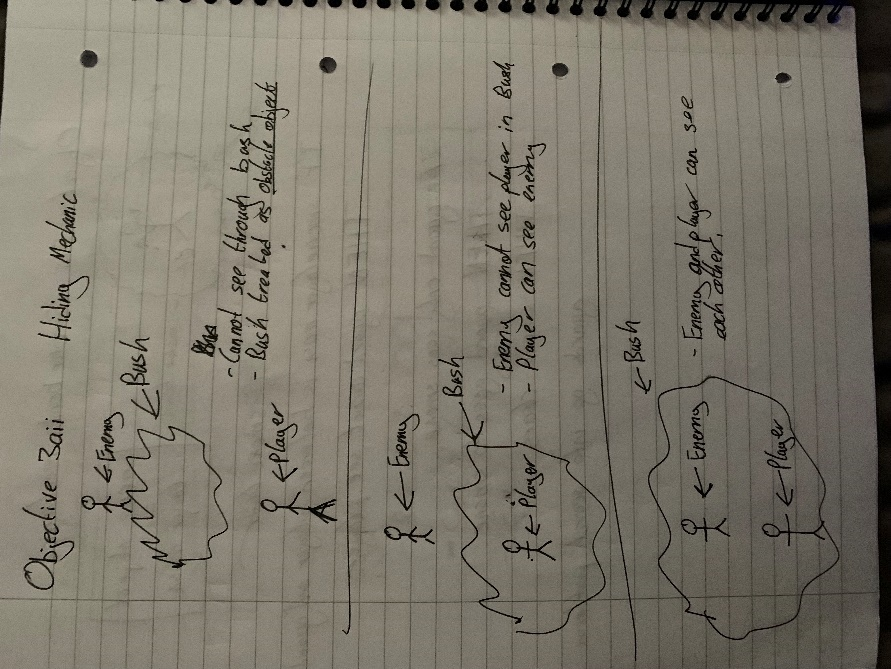 Objective 3aii Hiding Mechanic
← Enemy
← Bush
- Cannot see through bush
- Bush treated as obstacle objects.
← Player
← Enemy
Bush
- Enemy cannot see player in Bush
- Player can see enemy
← Player
← Bush
- Enemy and player can see
each other.
← Enemy
← Player